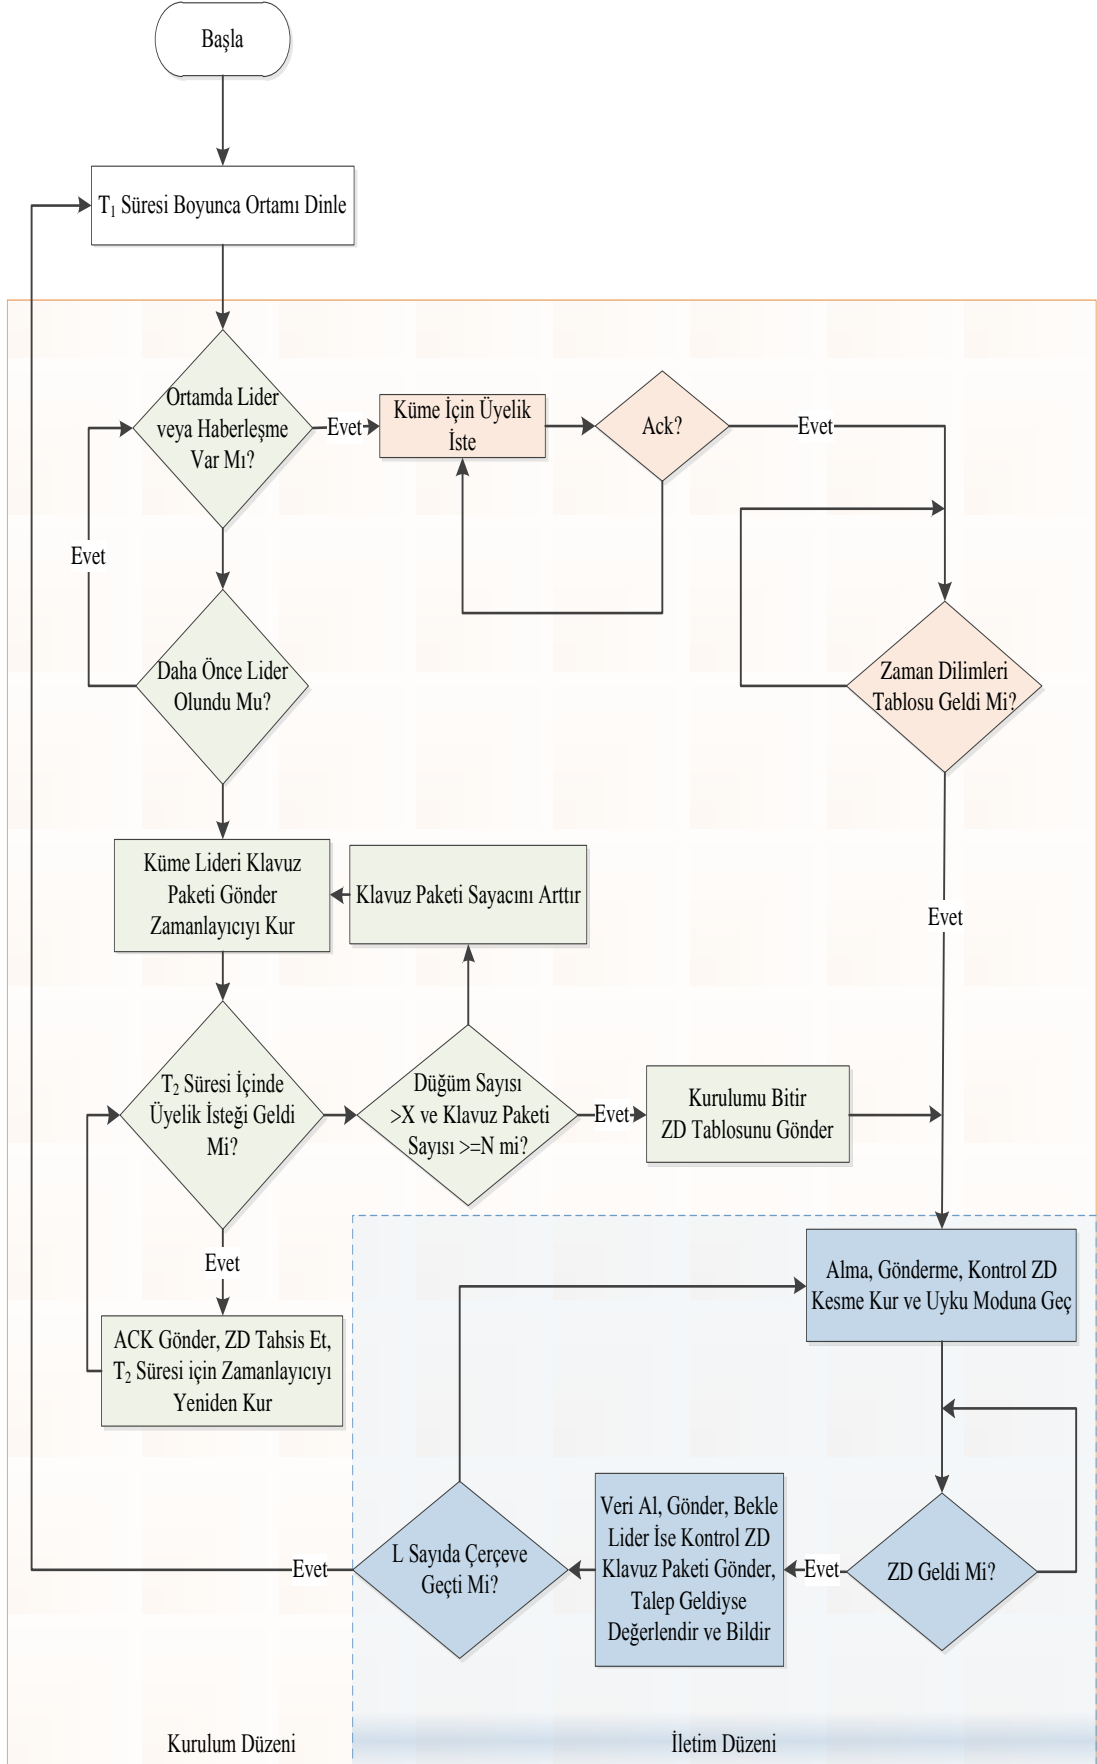 Başla
T₁ Süresi Boyunca Ortamı Dinle
Ortamda Lider
veya Haberleşme
Var Mı?
Evet
Küme İçin Üyelik
İste
Ack?
Evet
Evet
Daha Önce Lider
Olundu Mu?
Zaman Dilimleri
Tablosu Geldi Mi?
Küme Lideri Klavuz
Paketi Gönder
Zamanlayıcıyı Kur
Klavuz Paketi Sayacını Arttır
Evet
T₂ Süresi İçinde
Üyelik İsteği Geldi
Mi?
Düğüm Sayısı
>X ve Klavuz Paketi
Sayısı >=N mi?
Evet
Kurulumu Bitir
ZD Tablosunu Gönder
Evet
Alma, Gönderme, Kontrol ZD
Kesme Kur ve Uyku Moduna Geç
ACK Gönder, ZD Tahsis Et,
T₂ Süresi için Zamanlayıcıyı
Yeniden Kur
Evet
L Sayıda Çerçeve
Geçti Mi?
Veri Al, Gönder, Bekle
Lider İse Kontrol ZD
Klavuz Paketi Gönder,
Talep Geldiyse
Değerlendir ve Bildir
Evet
ZD Geldi Mi?
Kurulum Düzeni
İletim Düzeni